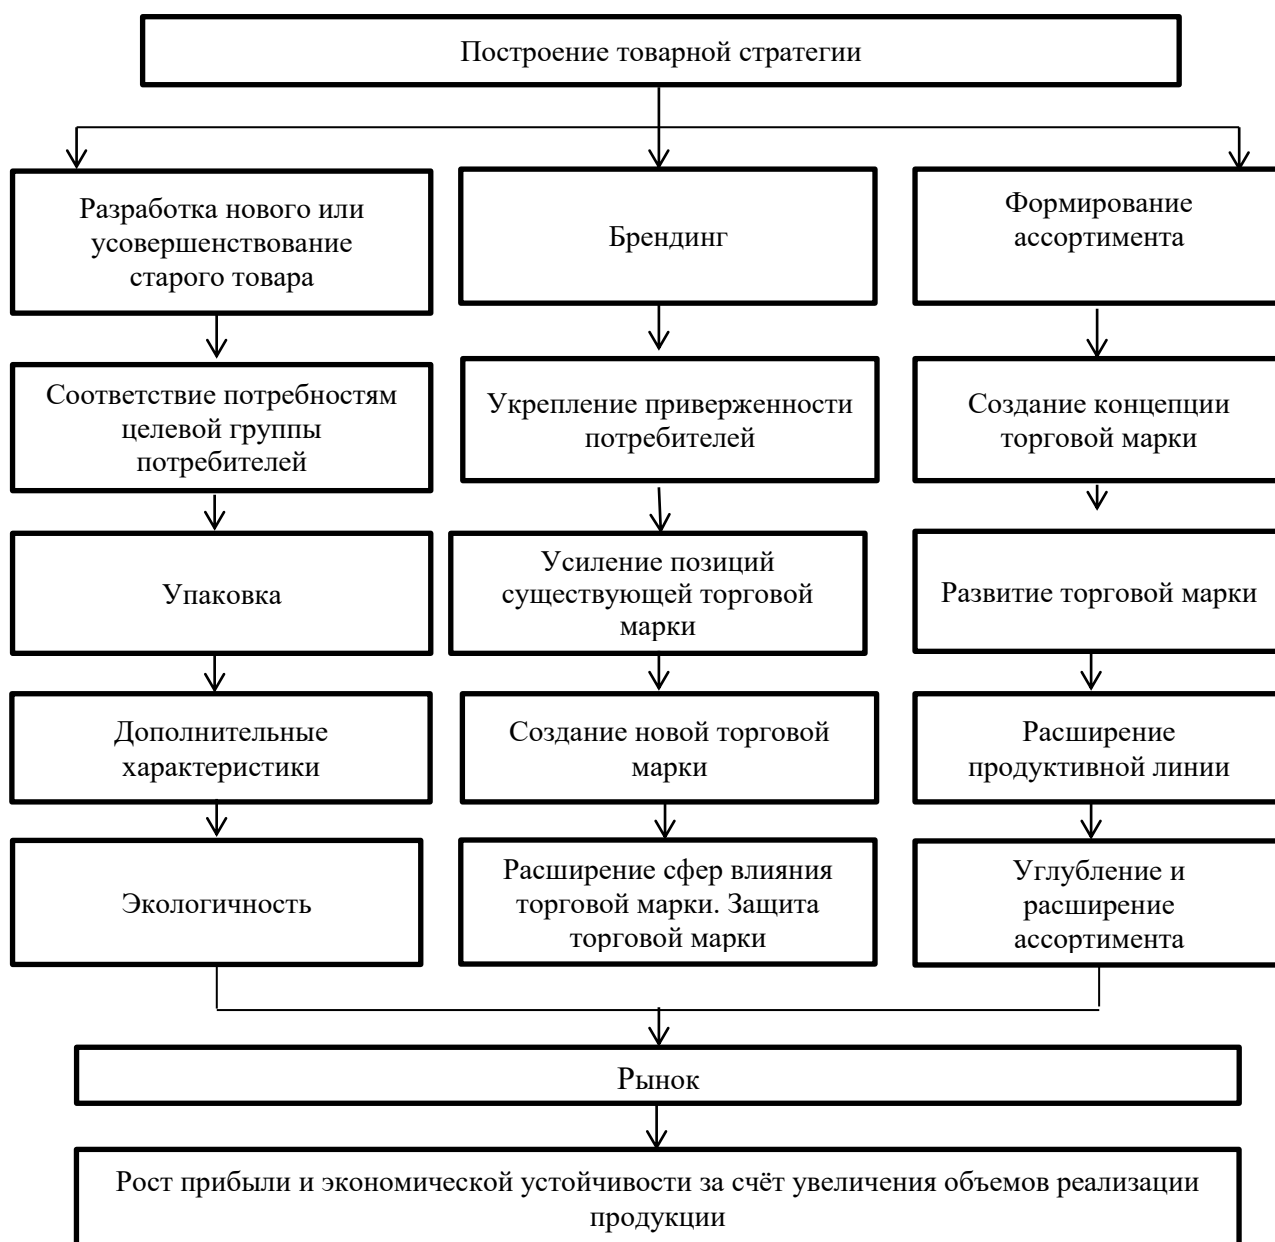 Построение товарной стратегии
Разработка нового или
усовершенствование
старого товара
Брендинг
Формирование
ассортимента
Соответствие потребностям
целевой группы
потребителей
Укрепление приверженности
потребителей
Создание концепции
торговой марки
Упаковка
Усиление позиций
существующей торговой
марки
Развитие торговой марки
Дополнительные
характеристики
Создание новой торговой
марки
Расширение
продуктивной линии
Экологичность
Расширение сфер влияния
торговой марки. Защита
торговой марки
Углубление и
расширение
ассортимента
Рынок
Рост прибыли и экономической устойчивости за счёт увеличения объемов реализации
продукции